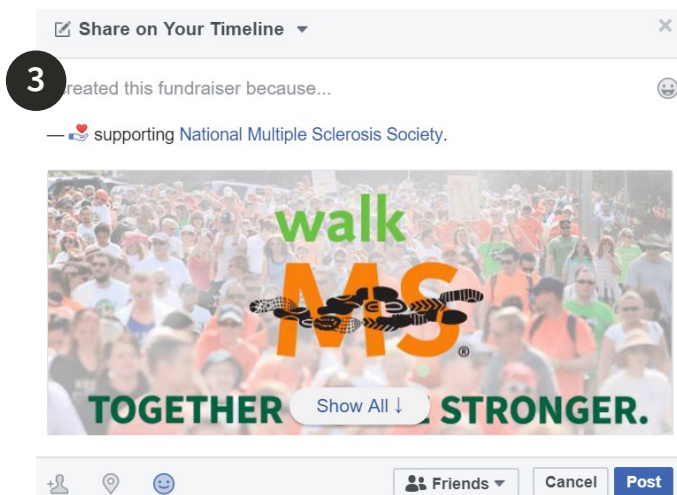 Share on Your Timeline
3
created this fundraiser because...
— supporting National Multiple Sclerosis Society.
walk
MS®
TOGETHER
Show All ↓
STRONGER.
Friends
Cancel
Post